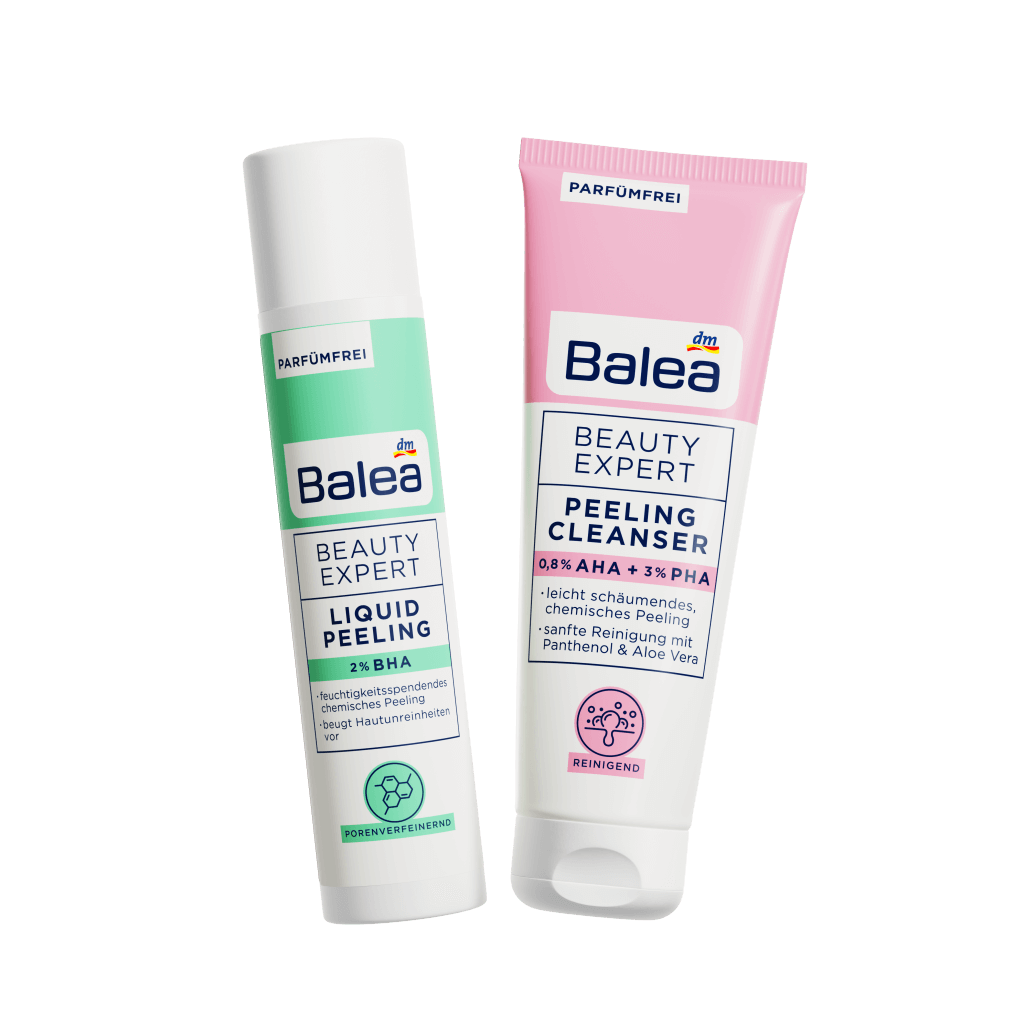 PARFÜMFREI
dm
Balea
BEAUTY
EXPERT
LIQUID
PEELING
2% BHA
·feuchtigkeitsspendendes
chemisches Peeling
·beugt Hautunreinheiten
vor
PORENVERFEINERND
PARFÜMFREI
dm
Balea
BEAUTY
EXPERT
PEELING
CLEANSER
0,8% AHA + 3% PHA
·leicht schäumendes,
chemisches Peeling
·sanfte Reinigung mit
Panthenol & Aloe Vera
REINIGEND